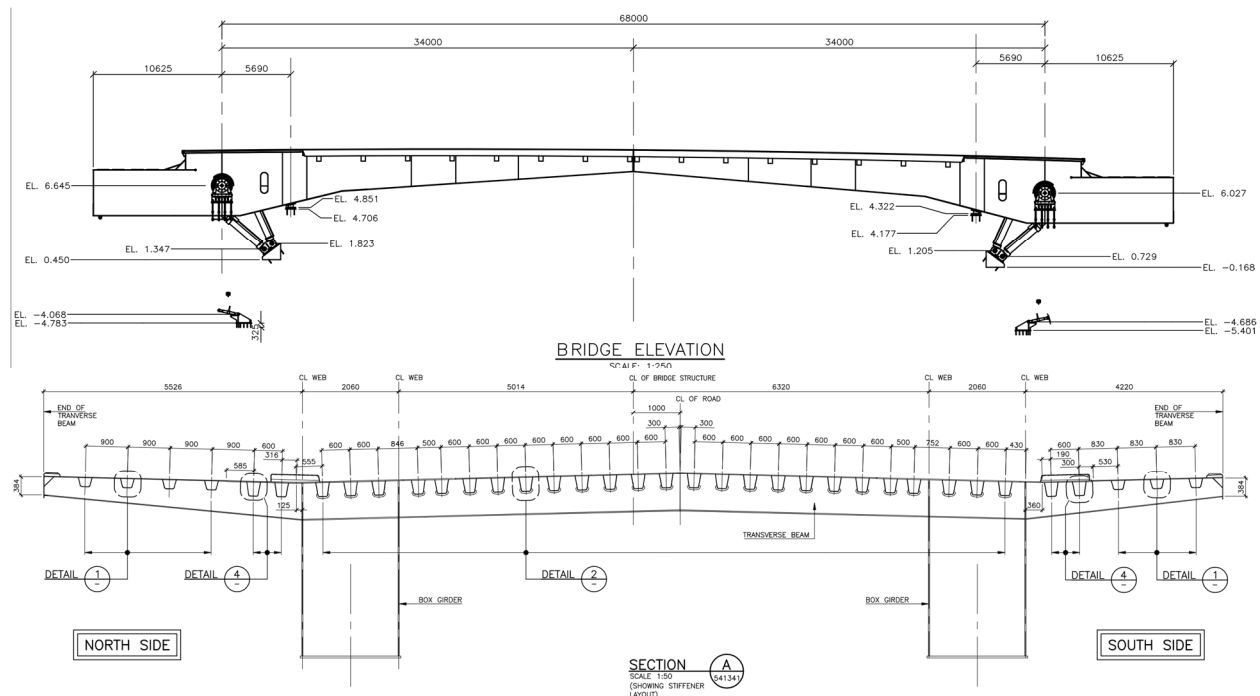 68000
34000 34000
10625 5690 5690 10625
EL. 6.645 EL. 6.027
EL. 4.851 EL. 4.322
EL. 4.706 EL. 4.177
EL. 1.347 EL. 1.823 EL. 1.205 EL. 0.729
EL. 0.450 EL. -0.168
EL. -4.068 EL. -4.686
EL. -4.783 EL. -5.401
325
BRIDGE ELEVATION
SCALE: 1:250
CL WEB CL WEB CL OF BRIDGE STRUCTURE CL WEB CL WEB
5526 2060 5014 6320 2060 4220
END OF TRANVERSE BEAM
CL OF ROAD
END OF TRANVERSE BEAM
1000
300 300
900 900 900 900 600 600 600 846 500 600 600 600 600 600 600 600 600 600 600 600 600 600 600 500 752 600 600 430 600 830 830 830
316 190
585 555 300 530
384 384
125 360
TRANSVERSE BEAM
DETAIL 1 -
DETAIL 4 -
DETAIL 2 -
DETAIL 4 -
DETAIL 1 -
BOX GIRDER BOX GIRDER
NORTH SIDE SOUTH SIDE
SECTION A
SCALE 1:50 541341
(SHOWING STIFFENER
LAYOUT)